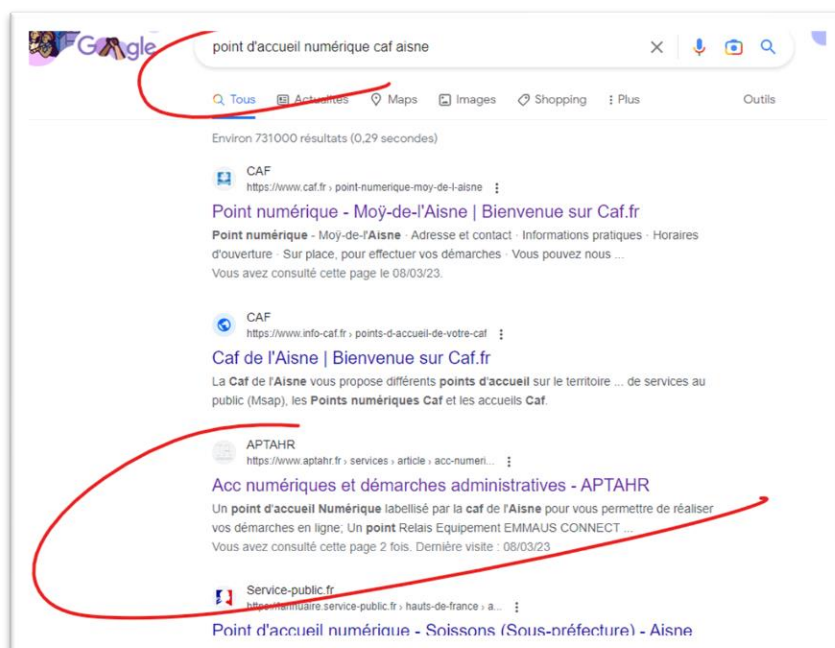 Google
point d'accueil numérique caf aisne
Tous Actualités Maps Images Shopping Plus Outils
Environ 731000 résultats (0,29 secondes)
CAF
https://www.caf.fr › point-numerique-moy-de-l-aisne
Point numérique - Moÿ-de-l'Aisne | Bienvenue sur Caf.fr
Point numérique - Moÿ-de-l'Aisne · Adresse et contact · Informations pratiques · Horaires
d'ouverture · Sur place, pour effectuer vos démarches · Vous pouvez nous ...
Vous avez consulté cette page le 08/03/23.
CAF
https://www.info-caf.fr › points-d-accueil-de-votre-caf
Caf de l'Aisne | Bienvenue sur Caf.fr
La Caf de l'Aisne vous propose différents points d'accueil sur le territoire ... de services au
public (Msap), les Points numériques Caf et les accueils Caf.
APTAHR
https://www.aptahr.fr › services › article › acc-numeri...
Acc numériques et démarches administratives - APTAHR
Un point d'accueil Numérique labellisé par la caf de l'Aisne pour vous permettre de réaliser
vos démarches en ligne; Un point Relais Equipement EMMAUS CONNECT ...
Vous avez consulté cette page 2 fois. Dernière visite : 08/03/23
Service-public.fr
https://lannuaire.service-public.fr › hauts-de-france › a...
Point d'accueil numérique - Soissons (Sous-préfecture) - Aisne